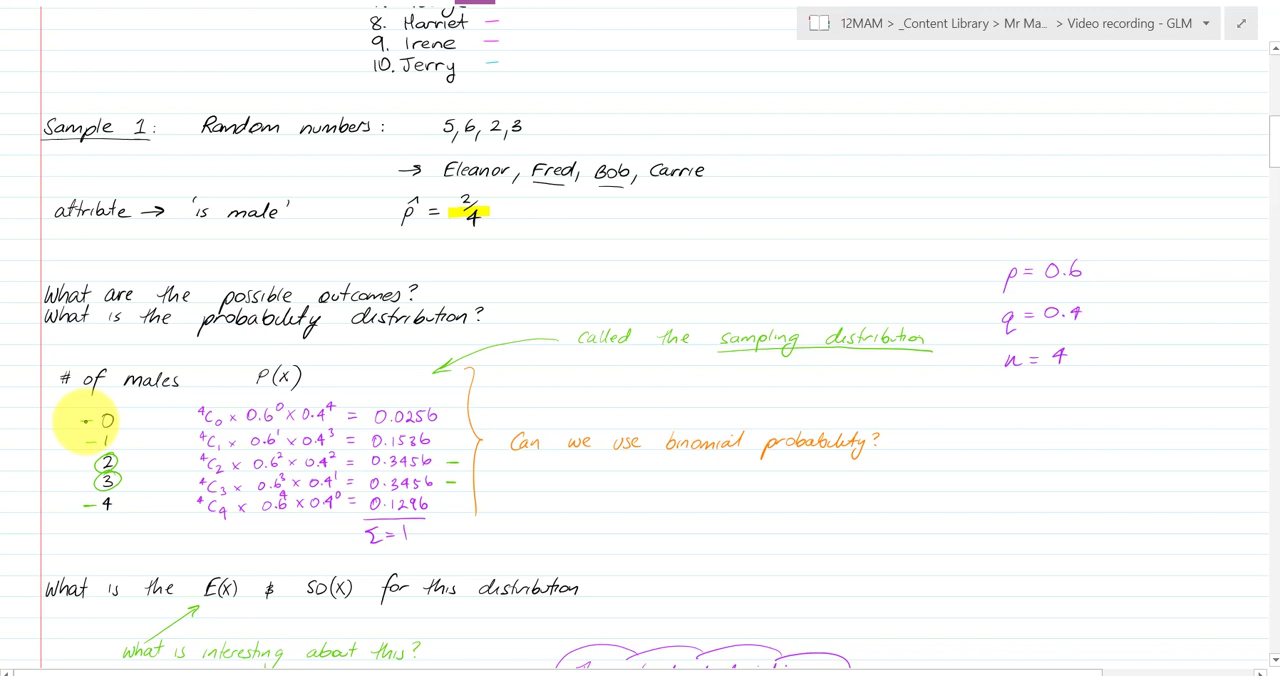 8. Harriet –
9. Irene –
10. Jerry –
12MAM > _Content Library > Mr Ma... > Video recording - GLM
Sample 1: Random numbers: 5, 6, 2, 3
→ Eleanor, Fred, Bob, Carrie
attribute → 'is male' p̂ = 2/4
p = 0.6
q = 0.4
n = 4
What are the possible outcomes?
What is the probability distribution?
called the sampling distribution
# of males P(X)
– 0 ⁴C₀ × 0.6⁰ × 0.4⁴ = 0.0256
– 1 ⁴C₁ × 0.6¹ × 0.4³ = 0.1536
2 ⁴C₂ × 0.6² × 0.4² = 0.3456 –
3 ⁴C₃ × 0.6³ × 0.4¹ = 0.3456 –
– 4 ⁴C₄ × 0.6⁴ × 0.4⁰ = 0.1296
Σ = 1
Can we use binomial probability?
What is the E(X) & SD(X) for this distribution
What is interesting about this?